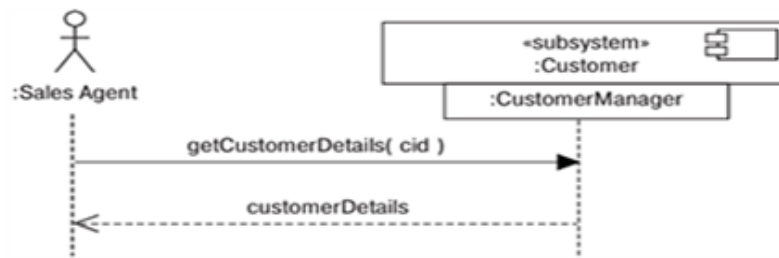 «subsystem»
:Customer
:Sales Agent
:CustomerManager
getCustomerDetails( cid )
customerDetails